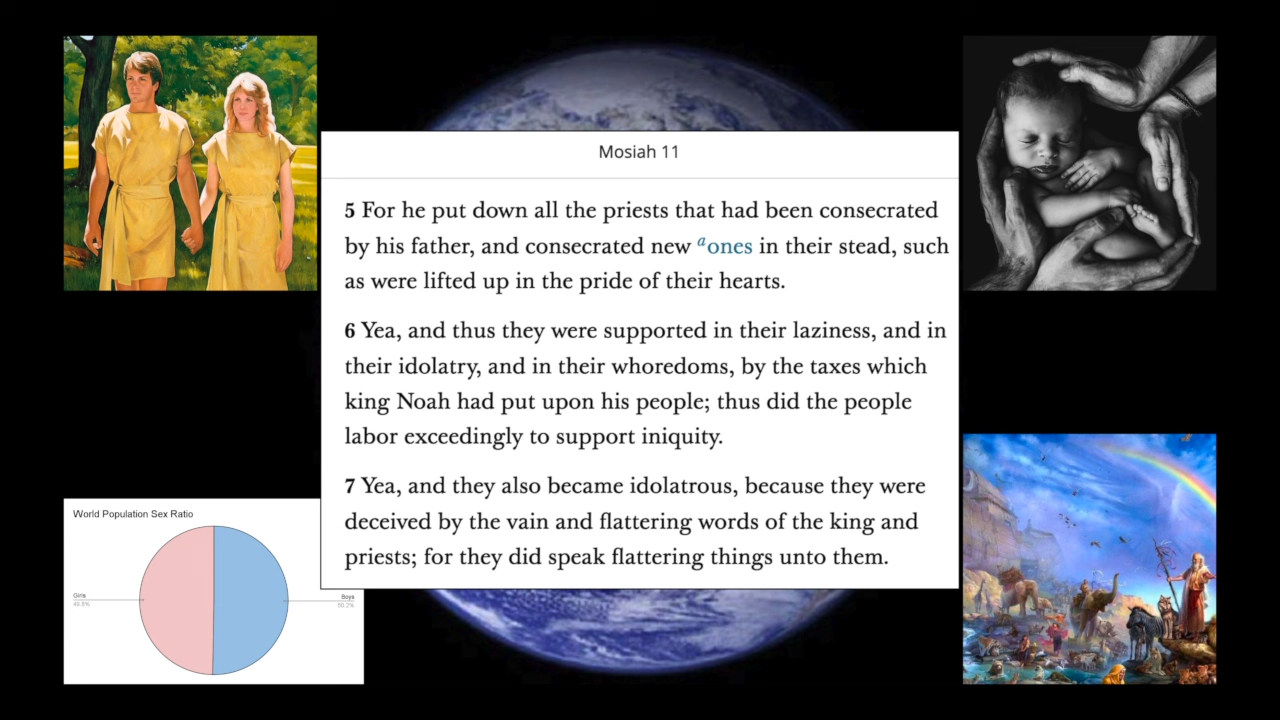 Mosiah 11
5 For he put down all the priests that had been consecrated
by his father, and consecrated new aones in their stead, such
as were lifted up in the pride of their hearts.
6 Yea, and thus they were supported in their laziness, and in
their idolatry, and in their whoredoms, by the taxes which
king Noah had put upon his people; thus did the people
labor exceedingly to support iniquity.
7 Yea, and they also became idolatrous, because they were
deceived by the vain and flattering words of the king and
priests; for they did speak flattering things unto them.
World Population Sex Ratio
Girls
49.8%
Boys
50.2%